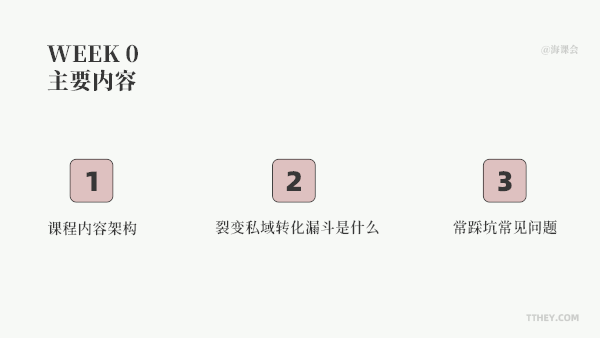 WEEK 0
主要内容
@海课会
1
课程内容架构
2
裂变私域转化漏斗是什么
3
常踩坑常见问题
TTHEY.COM